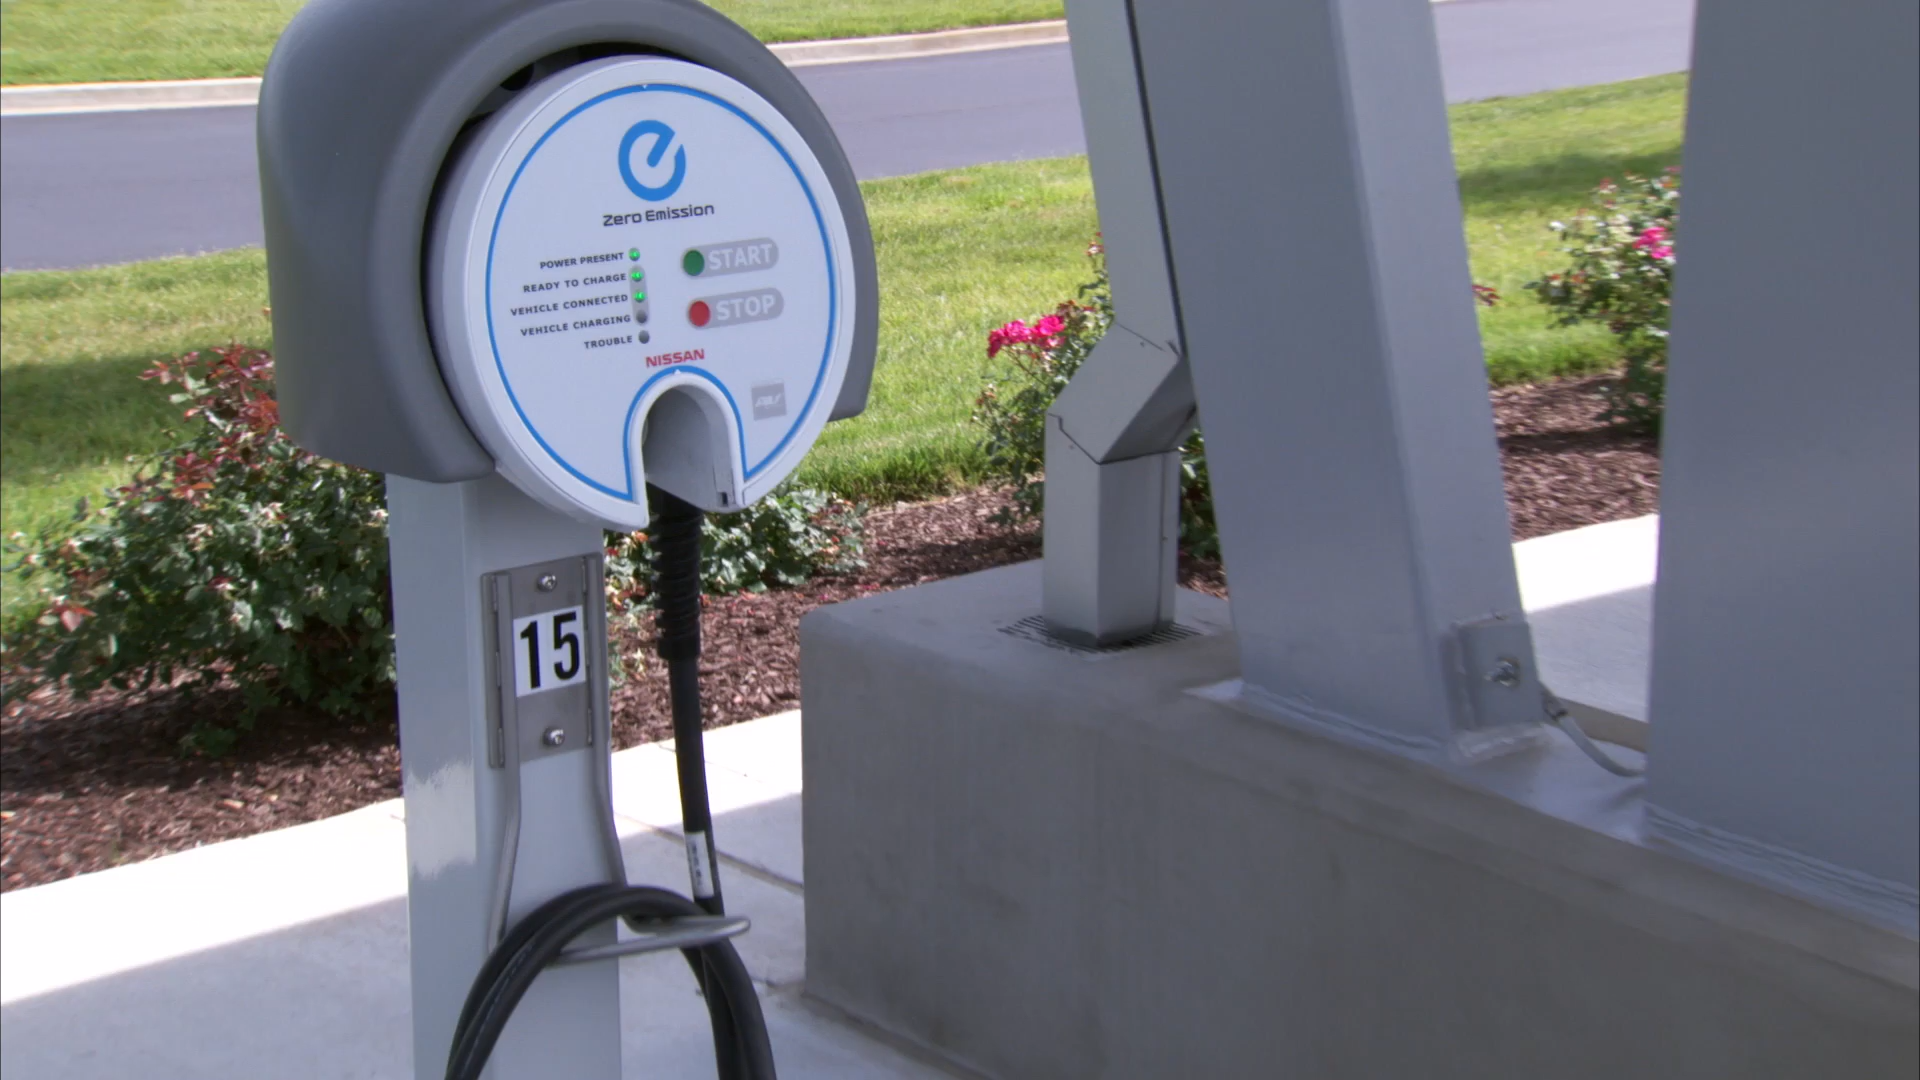 Zero Emission
POWER PRESENT
READY TO CHARGE
VEHICLE CONNECTED
VEHICLE CHARGING
TROUBLE
START
STOP
NISSAN
15